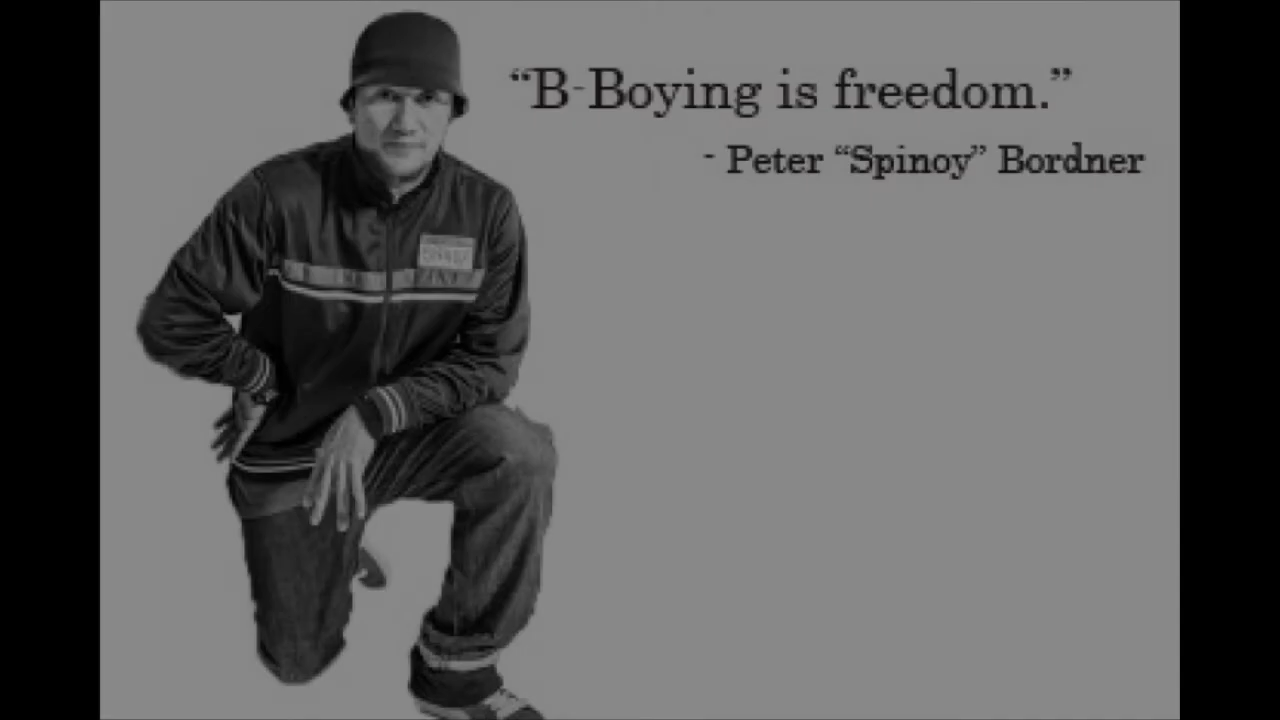 “B-Boying is freedom.”
- Peter “Spinoy” Bordner